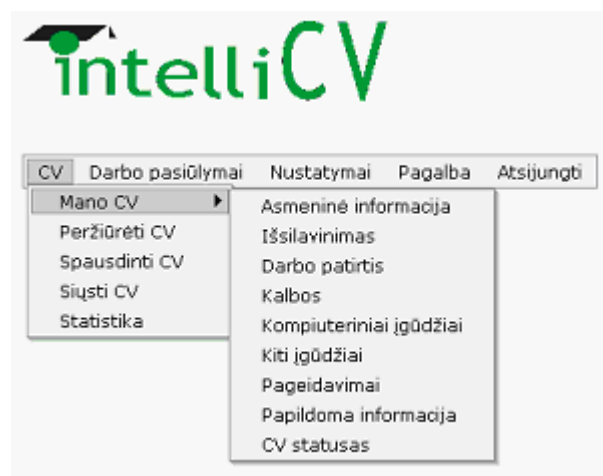 intelliCV
CV Darbo pasiūlymai Nustatymai Pagalba Atsijungti
Mano CV
Peržiūrėti CV
Spausdinti CV
Siųsti CV
Statistika
Asmeninė informacija
Išsilavinimas
Darbo patirtis
Kalbos
Kompiuteriniai įgūdžiai
Kiti įgūdžiai
Pageidavimai
Papildoma informacija
CV statusas